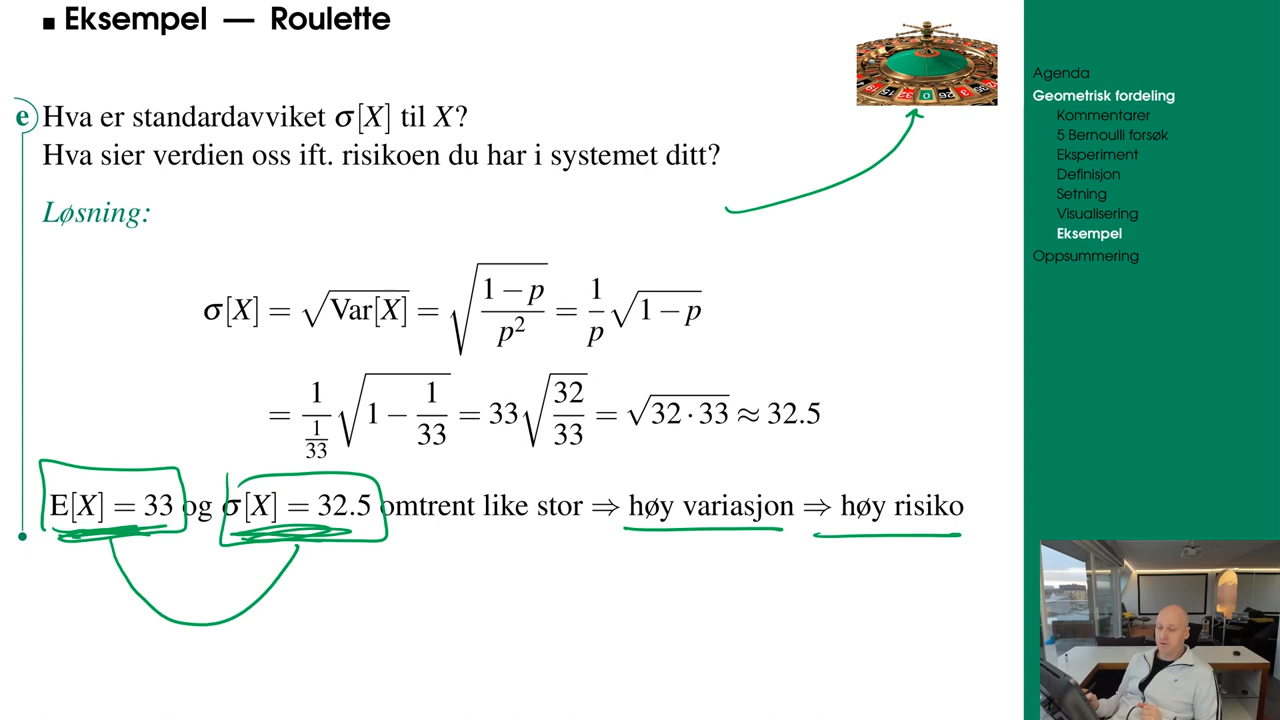 Eksempel — Roulette
e Hva er standardavviket σ[X] til X?
Hva sier verdien oss ift. risikoen du har i systemet ditt?
Løsning:
σ[X] = √Var[X] = √((1−p)/p²) = 1/p √(1−p)
= 1/(1/33) √(1 − 1/33) = 33 √(32/33) = √(32·33) ≈ 32.5
E[X] = 33 og σ[X] = 32.5 omtrent like stor ⇒ høy variasjon ⇒ høy risiko
Agenda
Geometrisk fordeling
Kommentarer
5 Bernoulli forsøk
Eksperiment
Definisjon
Setning
Visualisering
Eksempel
Oppsummering